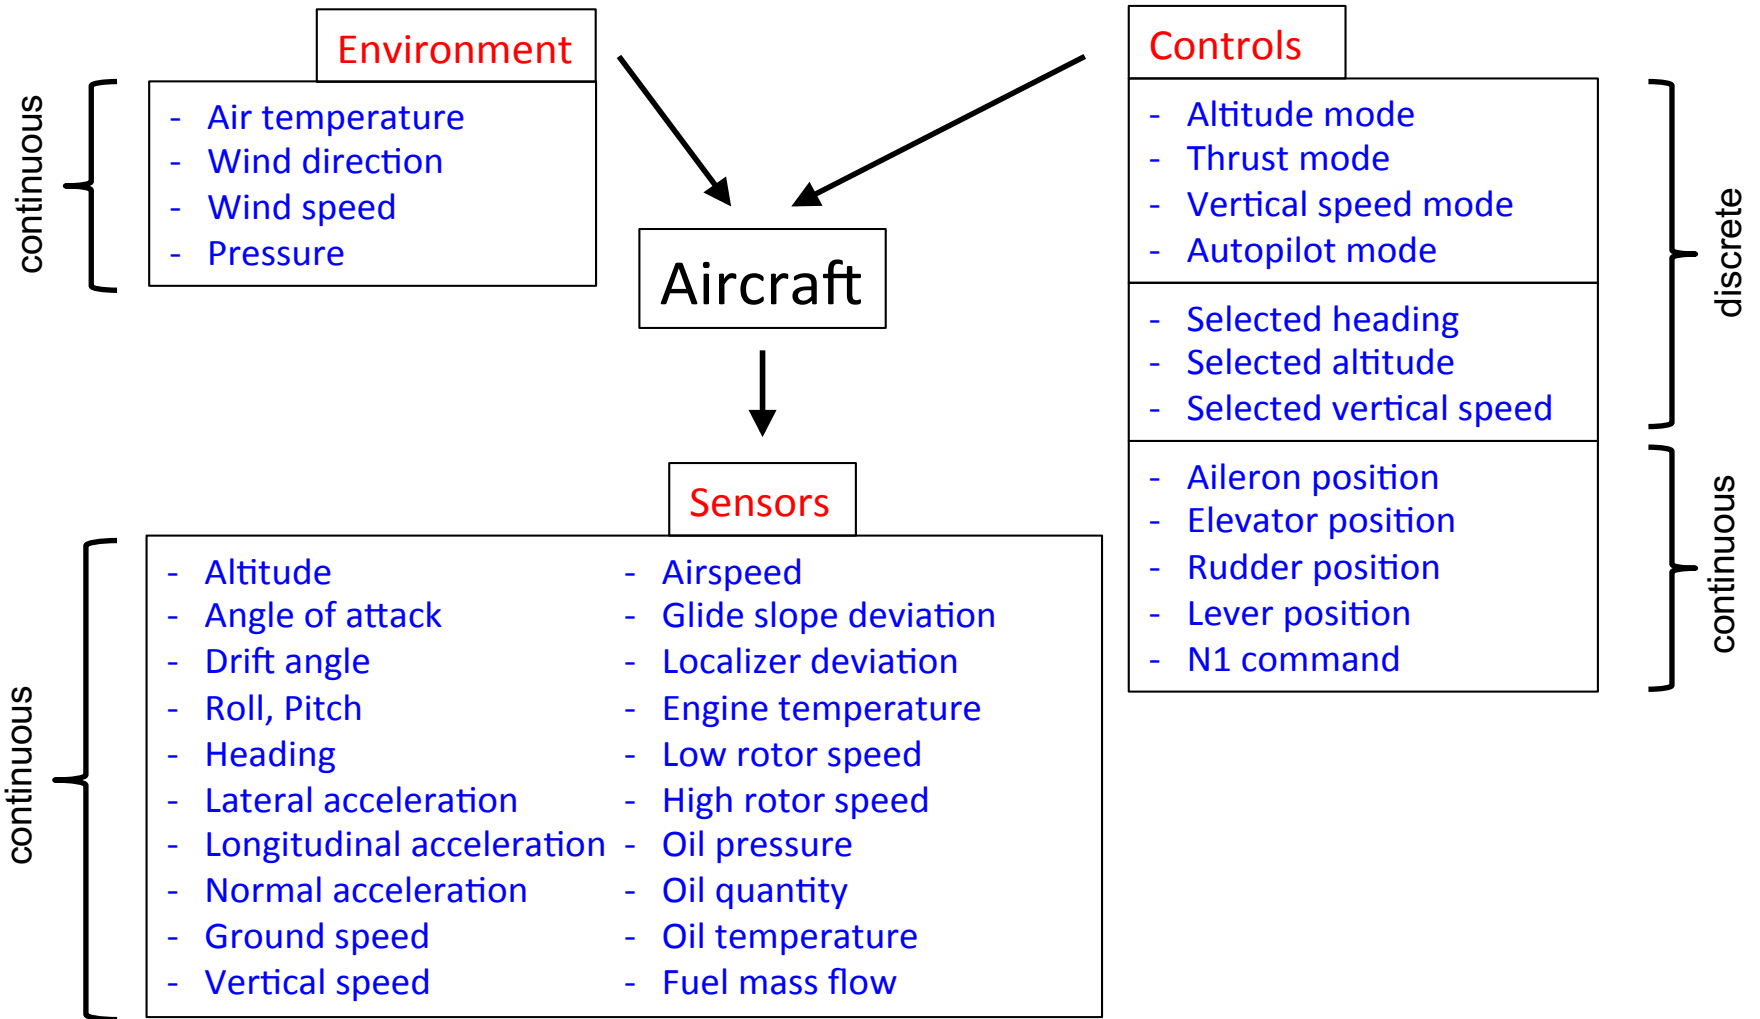 Environment
continuous
- Air temperature
- Wind direction
- Wind speed
- Pressure
Controls
- Altitude mode
- Thrust mode
- Vertical speed mode
- Autopilot mode
- Selected heading
- Selected altitude
- Selected vertical speed
discrete
- Aileron position
- Elevator position
- Rudder position
- Lever position
- N1 command
continuous
Aircraft
Sensors
continuous
- Altitude
- Angle of attack
- Drift angle
- Roll, Pitch
- Heading
- Lateral acceleration
- Longitudinal acceleration
- Normal acceleration
- Ground speed
- Vertical speed
- Airspeed
- Glide slope deviation
- Localizer deviation
- Engine temperature
- Low rotor speed
- High rotor speed
- Oil pressure
- Oil quantity
- Oil temperature
- Fuel mass flow